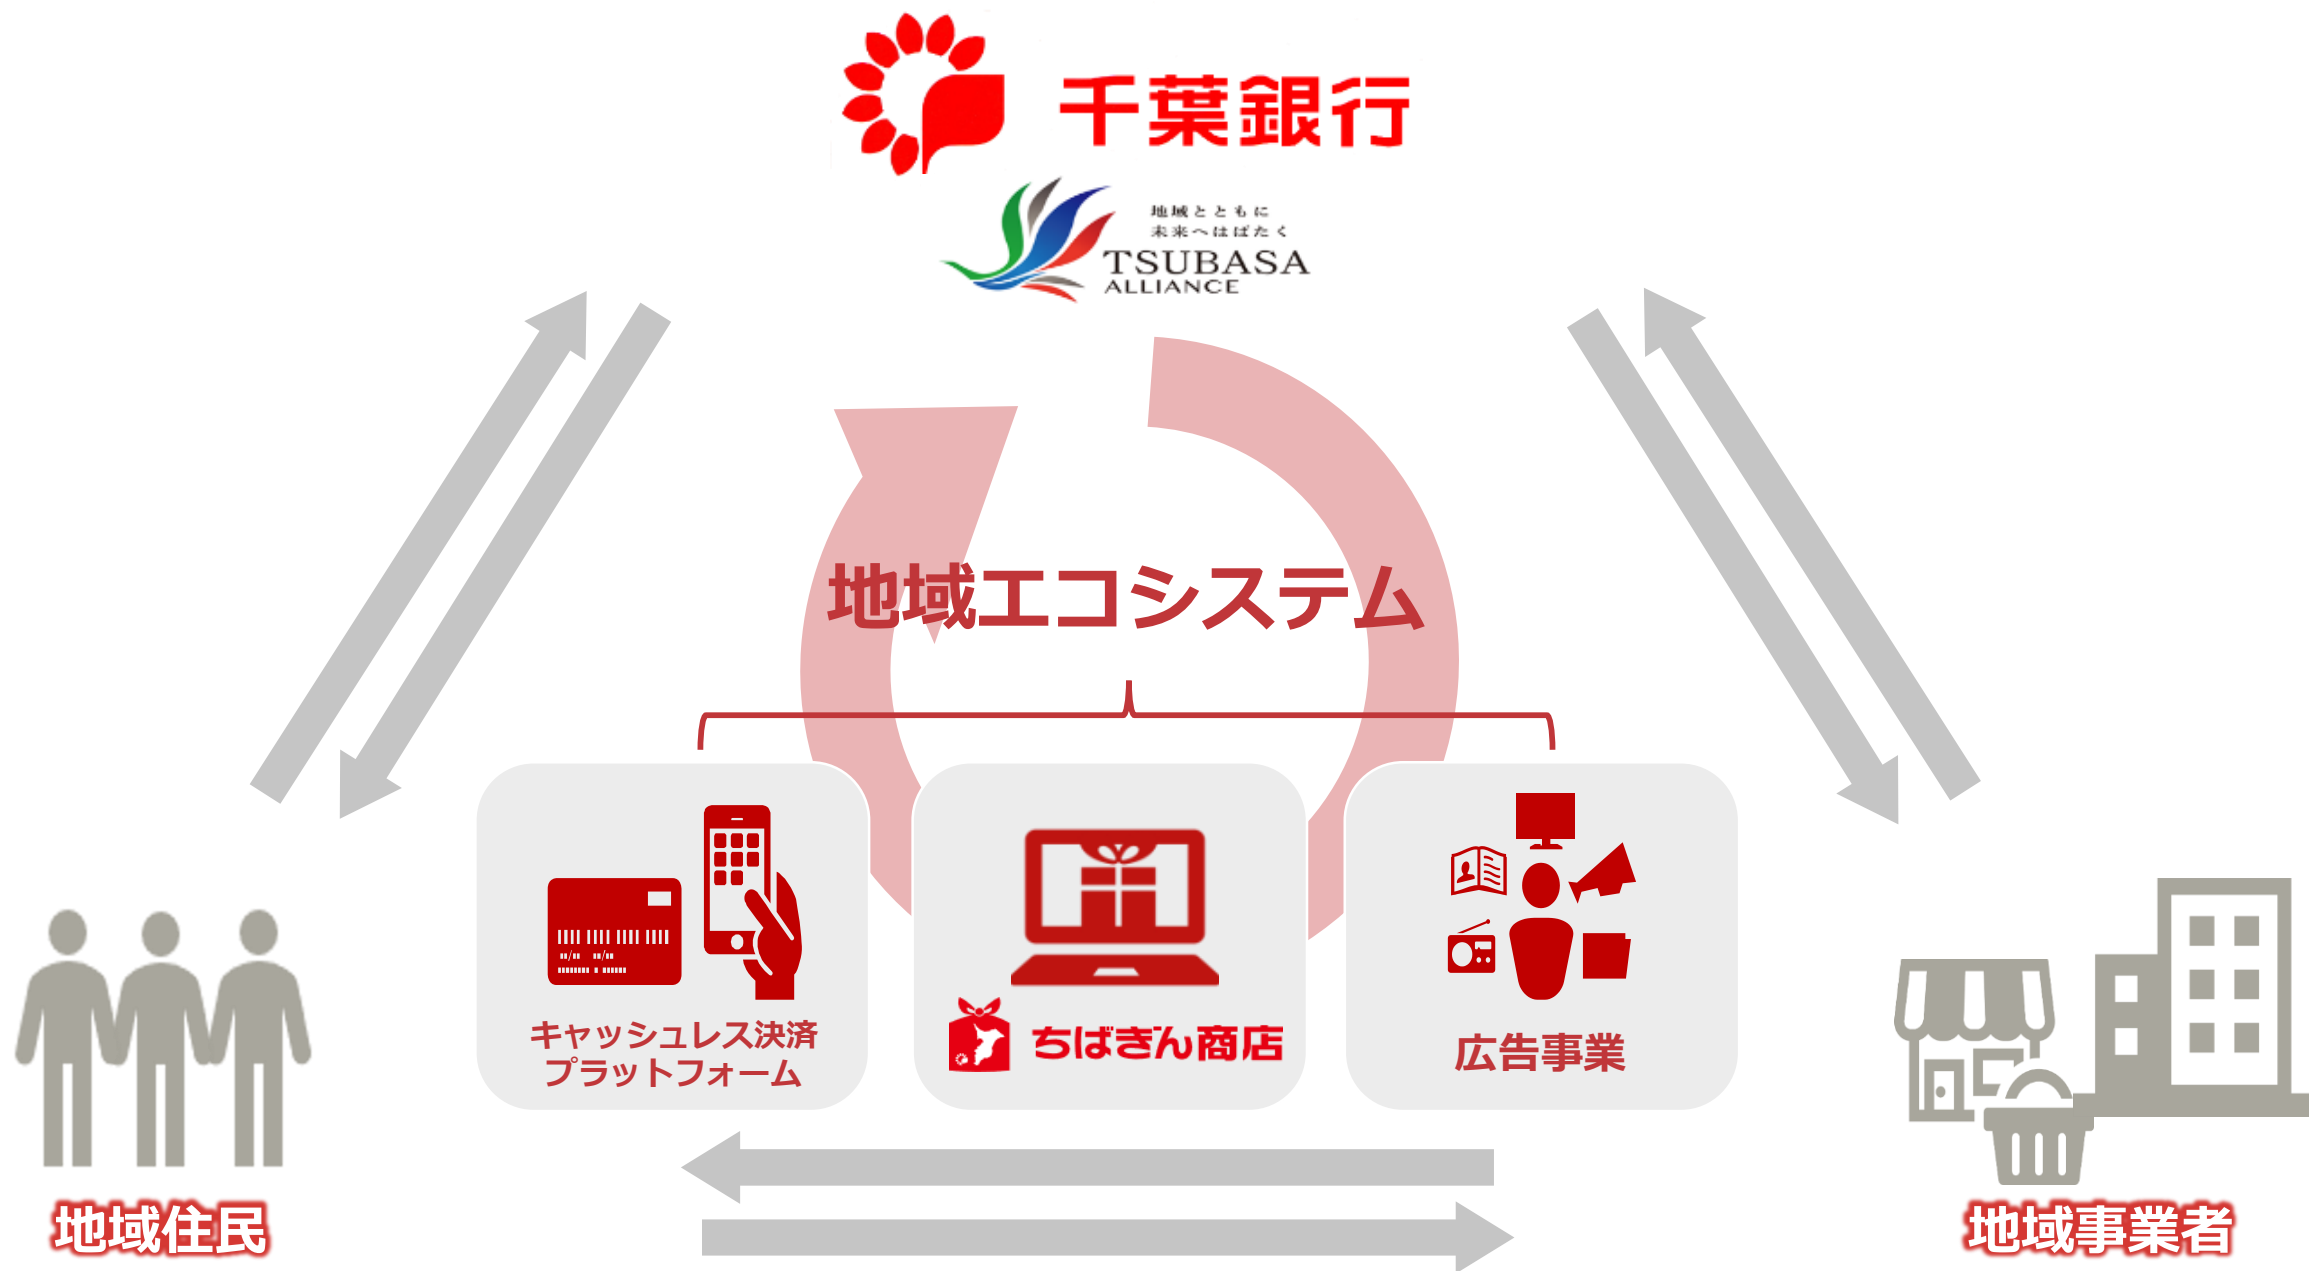 千葉銀行
地域とともに
未来へはばたく
TSUBASA
ALLIANCE
地域エコシステム
キャッシュレス決済
プラットフォーム
ちばぎん商店
広告事業
地域住民
地域事業者